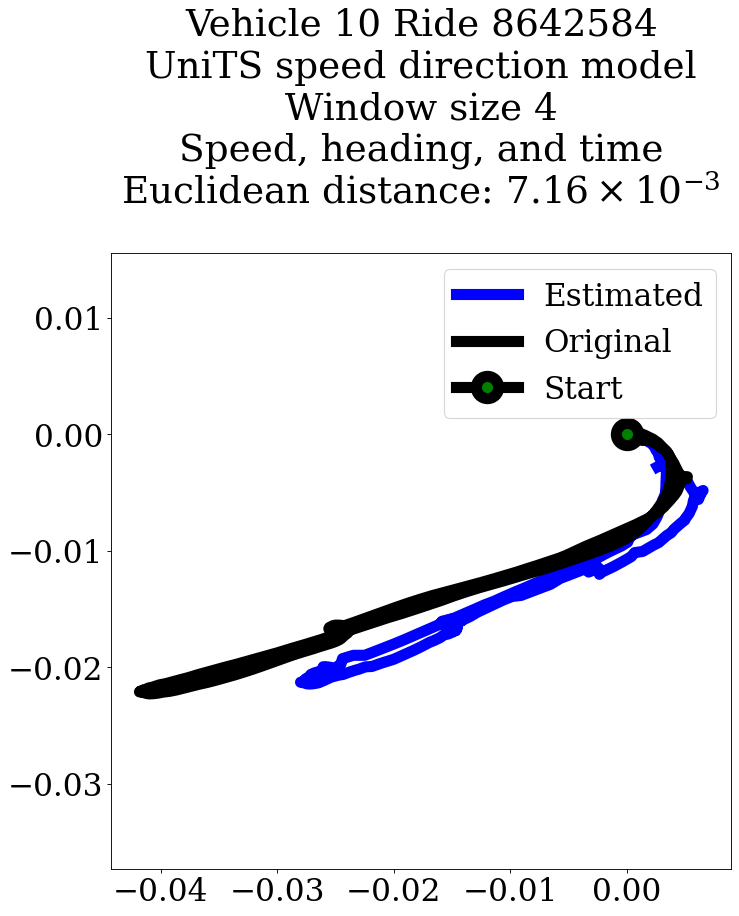 Vehicle 10 Ride 8642584
UniTS speed direction model
Window size 4
Speed, heading, and time
Euclidean distance: 7.16 × 10⁻³
Estimated
Original
Start
0.01
0.00
−0.01
−0.02
−0.03
−0.04 −0.03 −0.02 −0.01 0.00